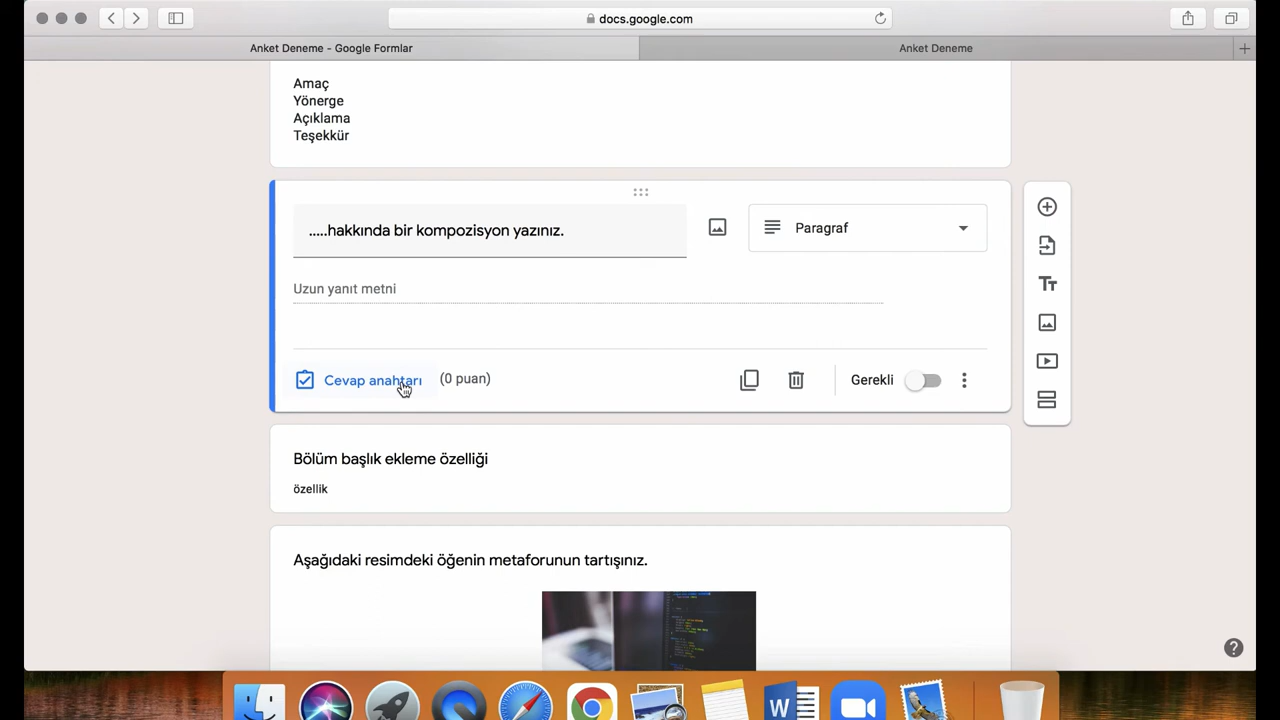 docs.google.com
Anket Deneme - Google Formlar
Anket Deneme
Amaç
Yönerge
Açıklama
Teşekkür
.....hakkında bir kompozisyon yazınız.
Paragraf
Uzun yanıt metni
Cevap anahtarı
(0 puan)
Gerekli
Bölüm başlık ekleme özelliği
özellik
Aşağıdaki resimdeki öğenin metaforunun tartışınız.